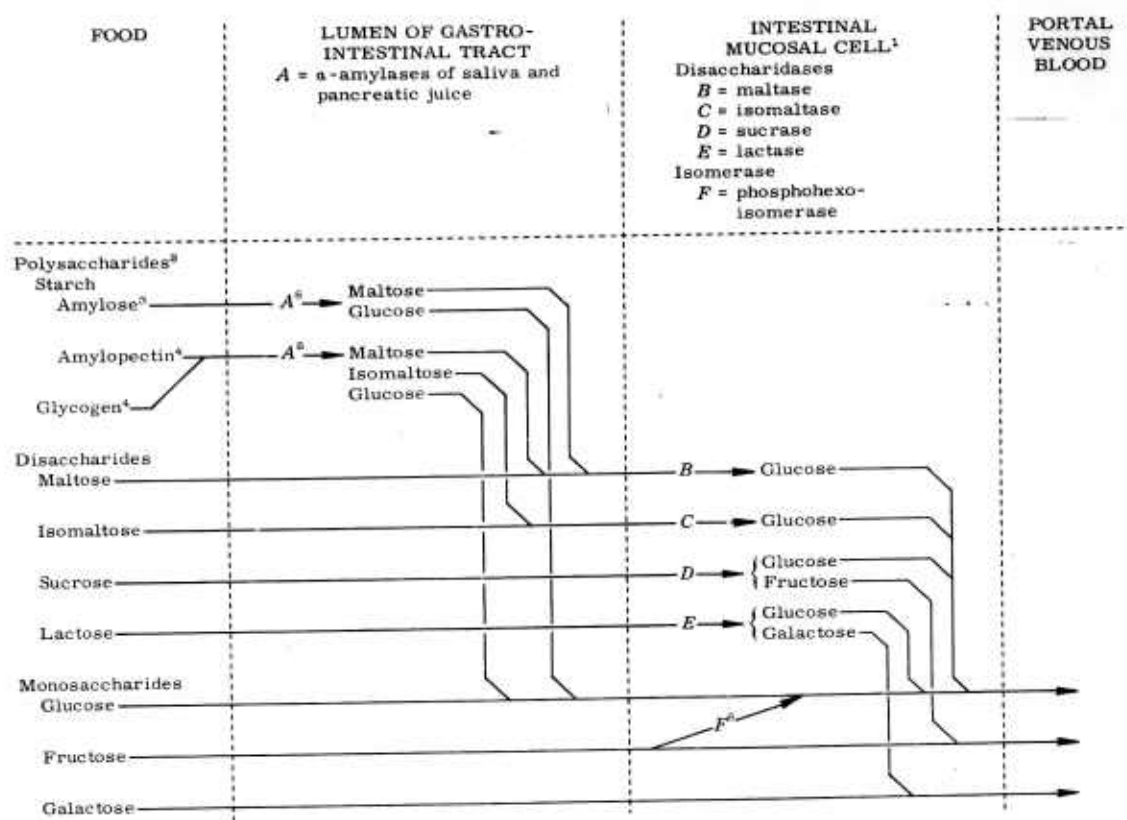 FOOD
LUMEN OF GASTRO-
INTESTINAL TRACT
A = α-amylases of saliva and
pancreatic juice
INTESTINAL
MUCOSAL CELL¹
Disaccharidases
B = maltase
C = isomaltase
D = sucrase
E = lactase
Isomerase
F = phosphohexo-
isomerase
PORTAL
VENOUS
BLOOD
Polysaccharides
Starch
Amylose A Maltose
Glucose
Amylopectin⁴ A Maltose
Isomaltose
Glucose
Glycogen⁴
Disaccharides
Maltose B Glucose
Isomaltose C Glucose
Sucrose D Glucose
Fructose
Lactose E Glucose
Galactose
Monosaccharides
Glucose
F
Fructose
Galactose